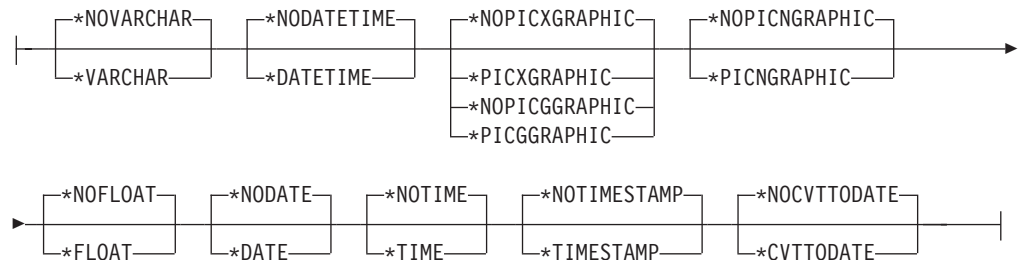 *NOVARCHAR *NODATETIME *NOPICXGRAPHIC *NOPICNGRAPHIC
*VARCHAR *DATETIME *PICXGRAPHIC *PICNGRAPHIC
*NOPICGGRAPHIC
*PICGGRAPHIC
*NOFLOAT *NODATE *NOTIME *NOTIMESTAMP *NOCVTTODATE
*FLOAT *DATE *TIME *TIMESTAMP *CVTTODATE